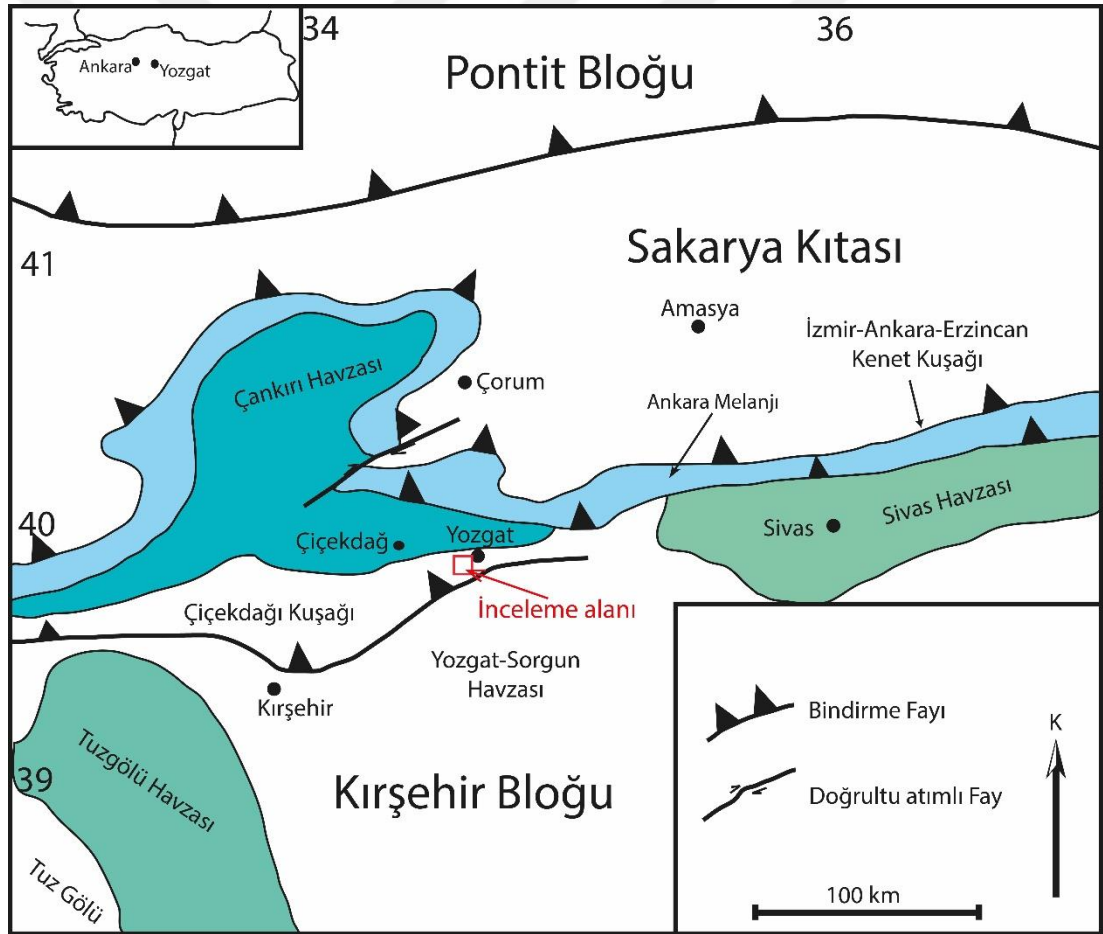 34
36
Ankara
Yozgat
Pontit Bloğu
41
Sakarya Kıtası
Amasya
İzmir-Ankara-Erzincan
Kenet Kuşağı
Çankırı Havzası
Çorum
Ankara Melanjı
40
Çiçekdağ
Yozgat
Sivas
Sivas Havzası
İnceleme alanı
Çiçekdağı Kuşağı
Yozgat-Sorgun
Havzası
Kırşehir
39
Tuzgölü Havzası
Kırşehir Bloğu
Tuz Gölü
Bindirme Fayı
K
Doğrultu atımlı Fay
100 km